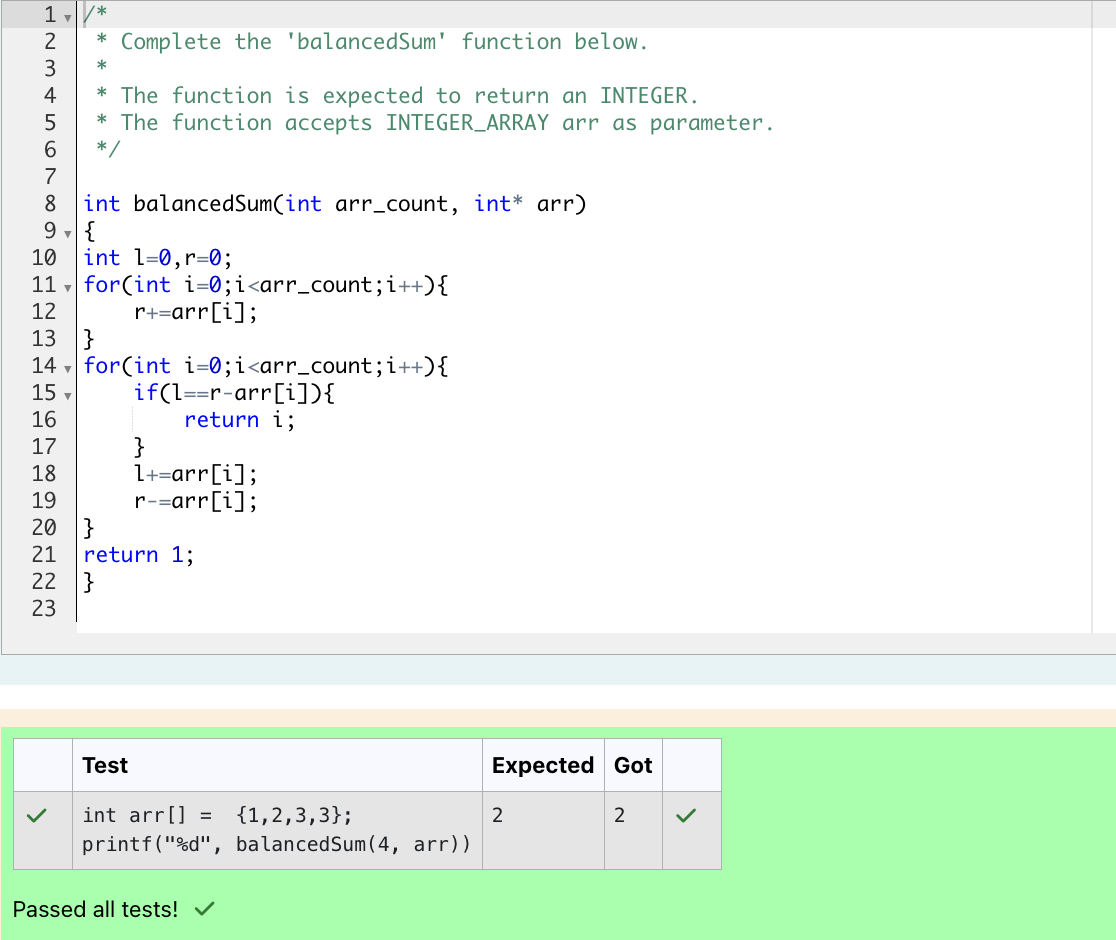 1 /*
2 * Complete the 'balancedSum' function below.
3 *
4 * The function is expected to return an INTEGER.
5 * The function accepts INTEGER_ARRAY arr as parameter.
6 */
7
8 int balancedSum(int arr_count, int* arr)
9 {
10 int l=0,r=0;
11 for(int i=0;i<arr_count;i++){
12     r+=arr[i];
13 }
14 for(int i=0;i<arr_count;i++){
15     if(l==r-arr[i]){
16         return i;
17     }
18     l+=arr[i];
19     r-=arr[i];
20 }
21 return 1;
22 }
23
Test Expected Got
int arr[] =  {1,2,3,3}; 2 2
printf("%d", balancedSum(4, arr))
Passed all tests!